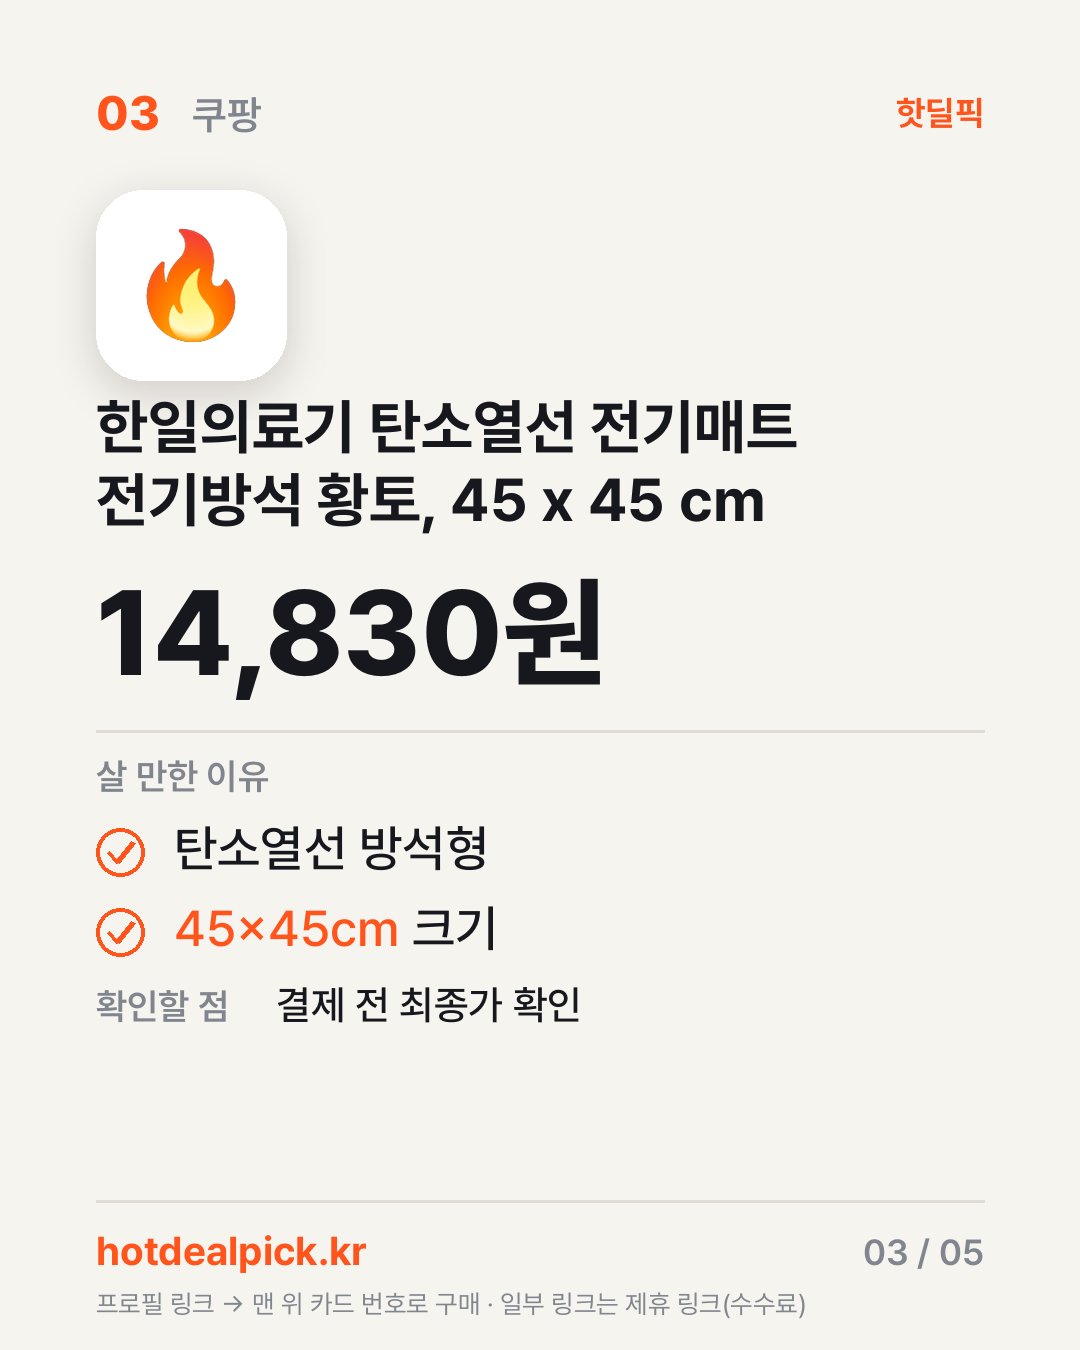 03 쿠팡
핫딜픽
한일의료기 탄소열선 전기매트
전기방석 황토, 45 x 45 cm
14,830원
살 만한 이유
탄소열선 방석형
45×45cm 크기
확인할 점 결제 전 최종가 확인
hotdealpick.kr
03 / 05
프로필 링크 → 맨 위 카드 번호로 구매 · 일부 링크는 제휴 링크(수수료)